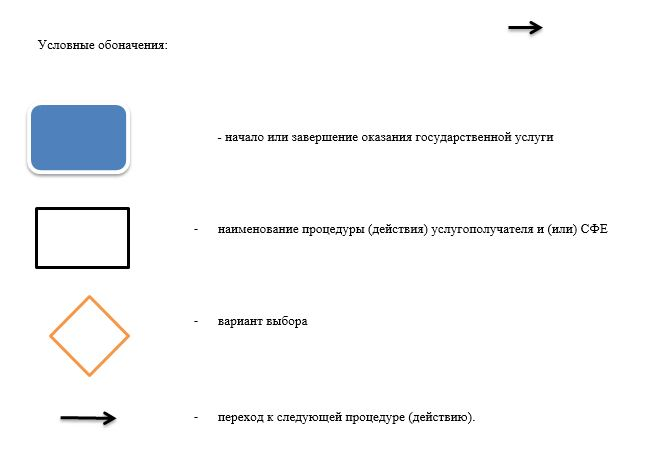 Условные обоначения:
- начало или завершение оказания государственной услуги
- наименование процедуры (действия) услугополучателя и (или) СФЕ
- вариант выбора
- переход к следующей процедуре (действию).